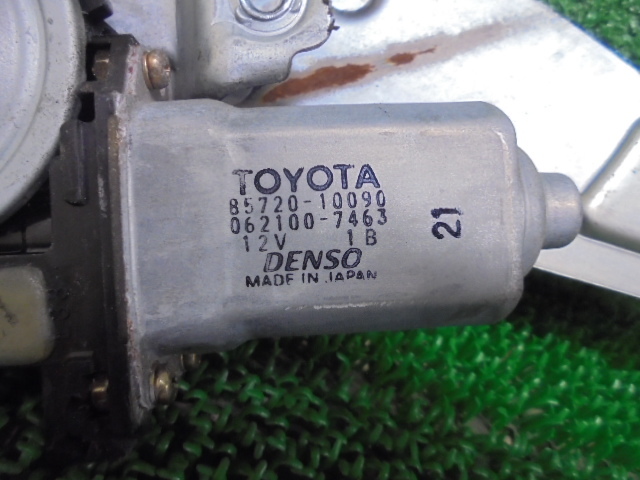 TOYOTA
85720-10090
062100-7463
12V 1B
DENSO
MADE IN JAPAN
21